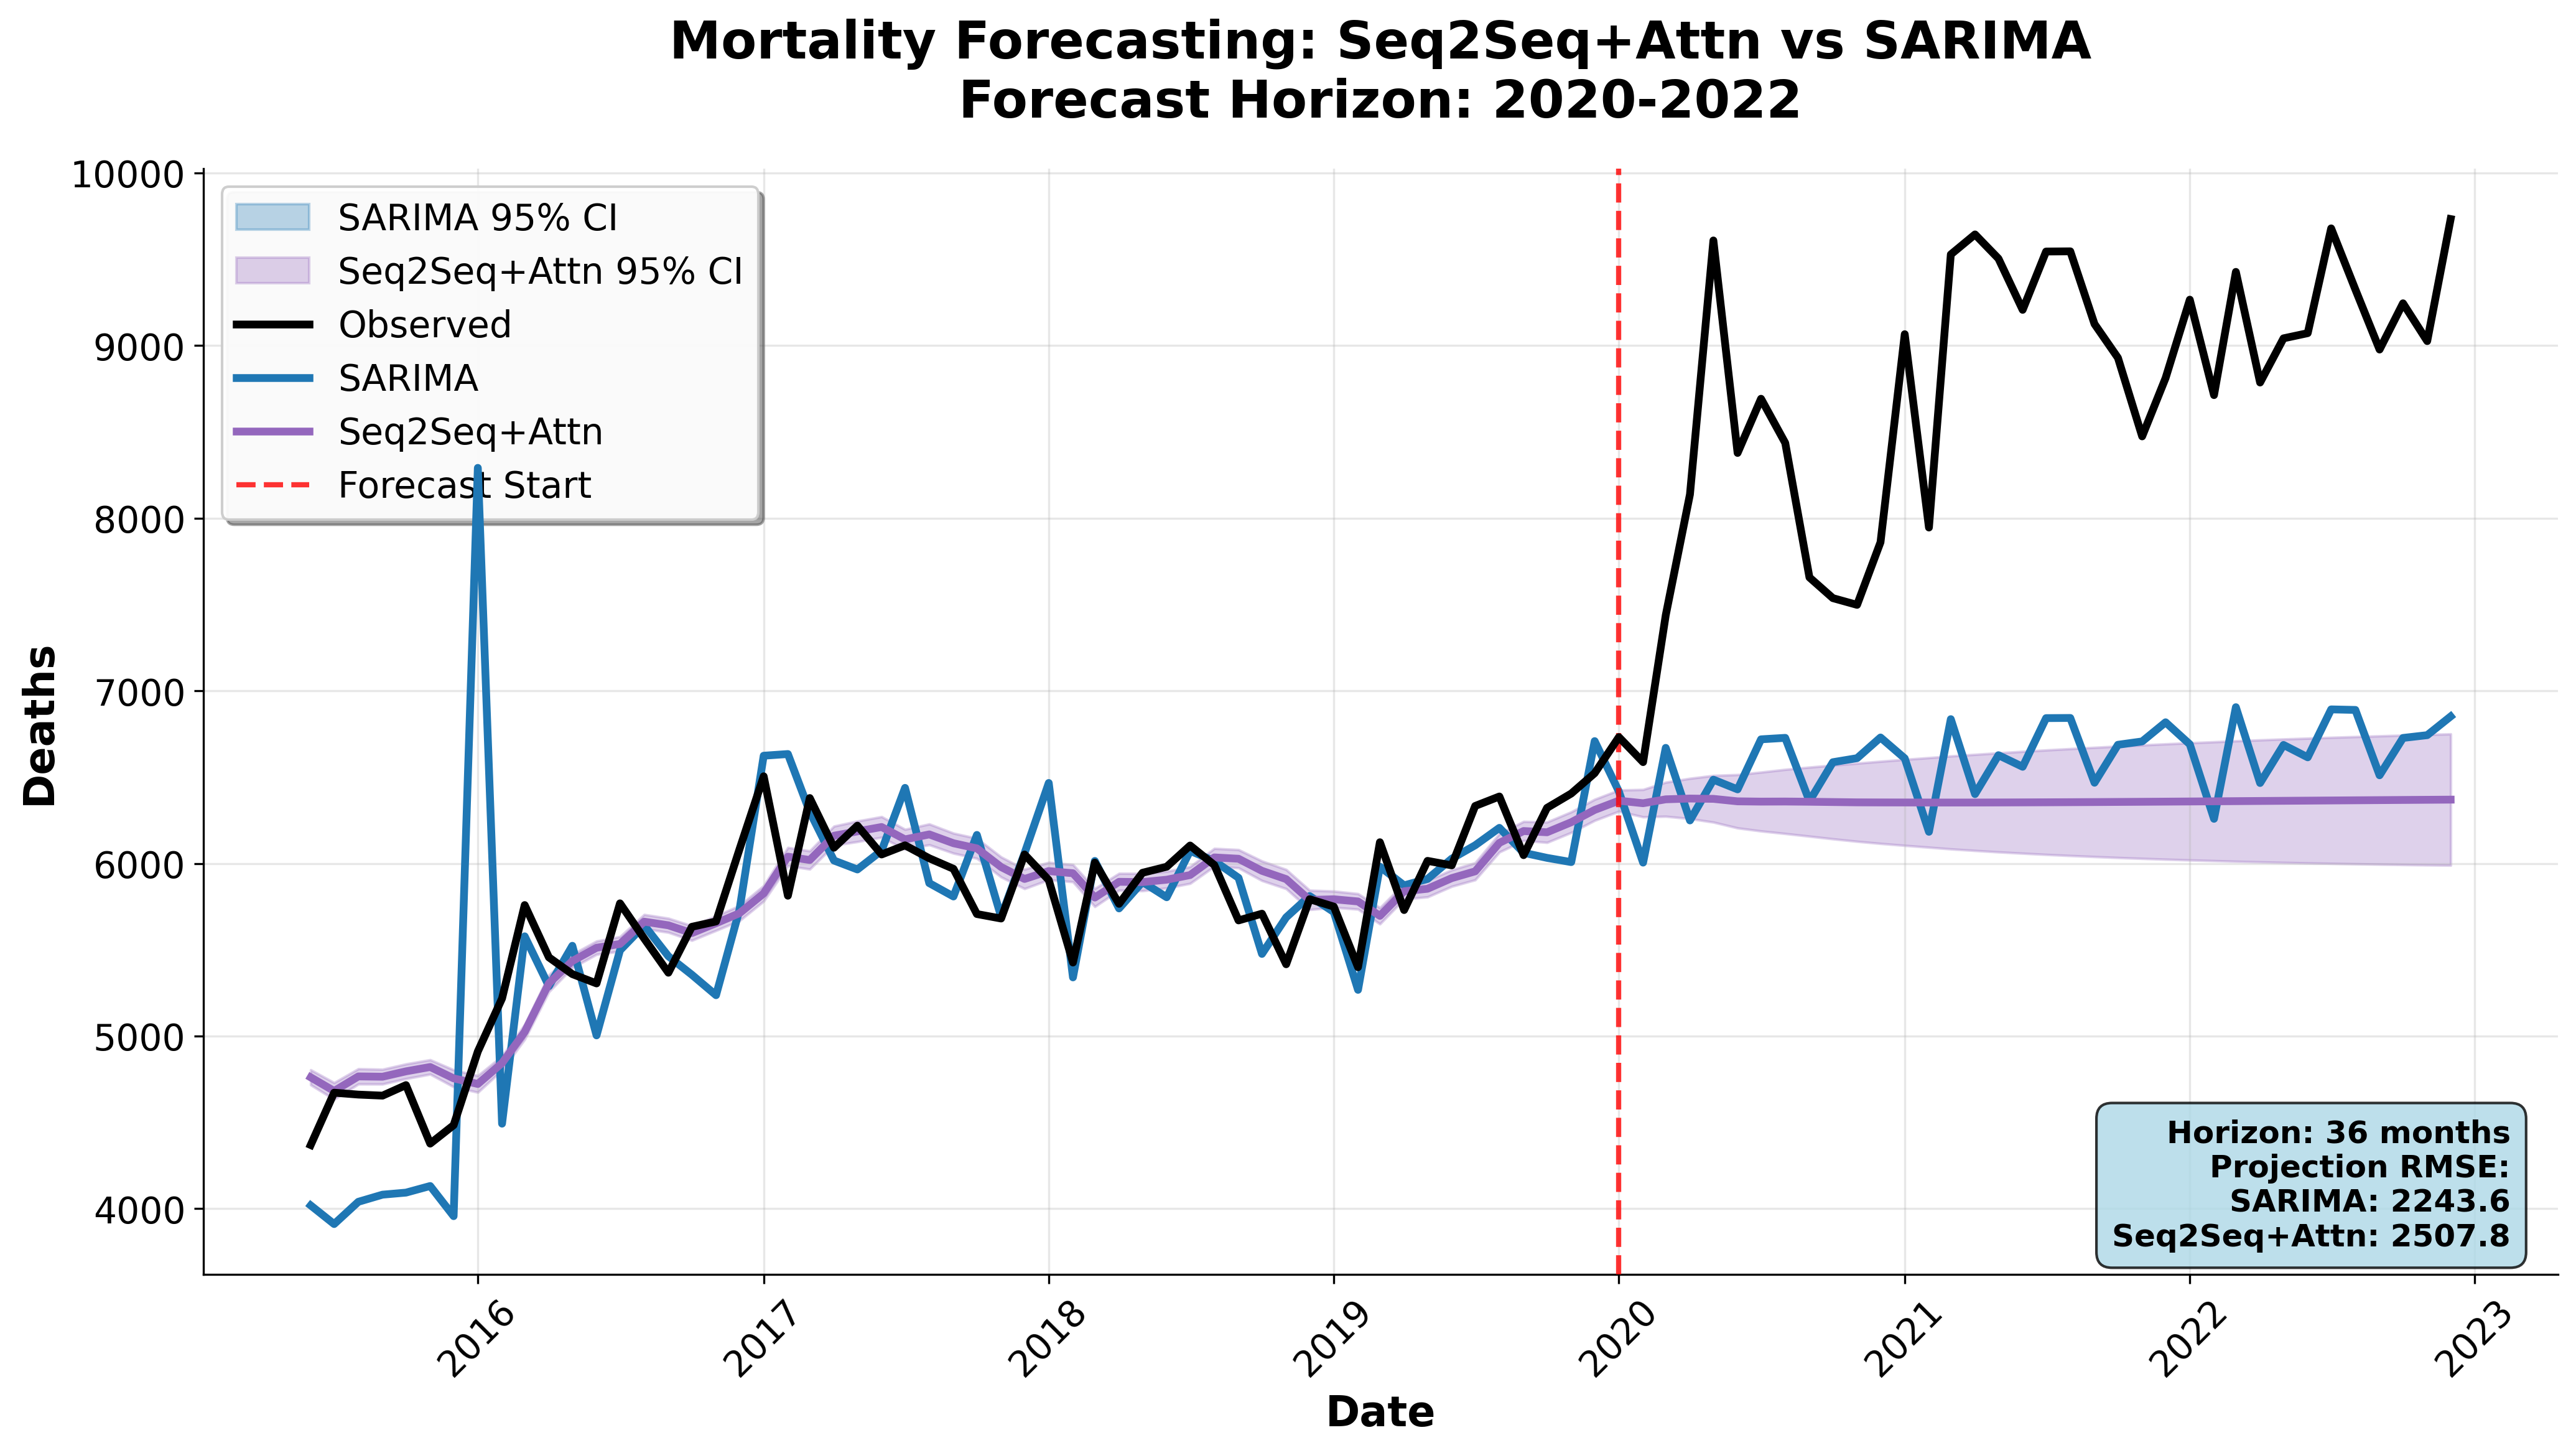 Mortality Forecasting: Seq2Seq+Attn vs SARIMA
Forecast Horizon: 2020-2022
10000
9000
8000
7000
6000
5000
4000
Deaths
SARIMA 95% CI
Seq2Seq+Attn 95% CI
Observed
SARIMA
Seq2Seq+Attn
Forecast Start
Horizon: 36 months
Projection RMSE:
SARIMA: 2243.6
Seq2Seq+Attn: 2507.8
2016
2017
2018
2019
2020
2021
2022
2023
Date